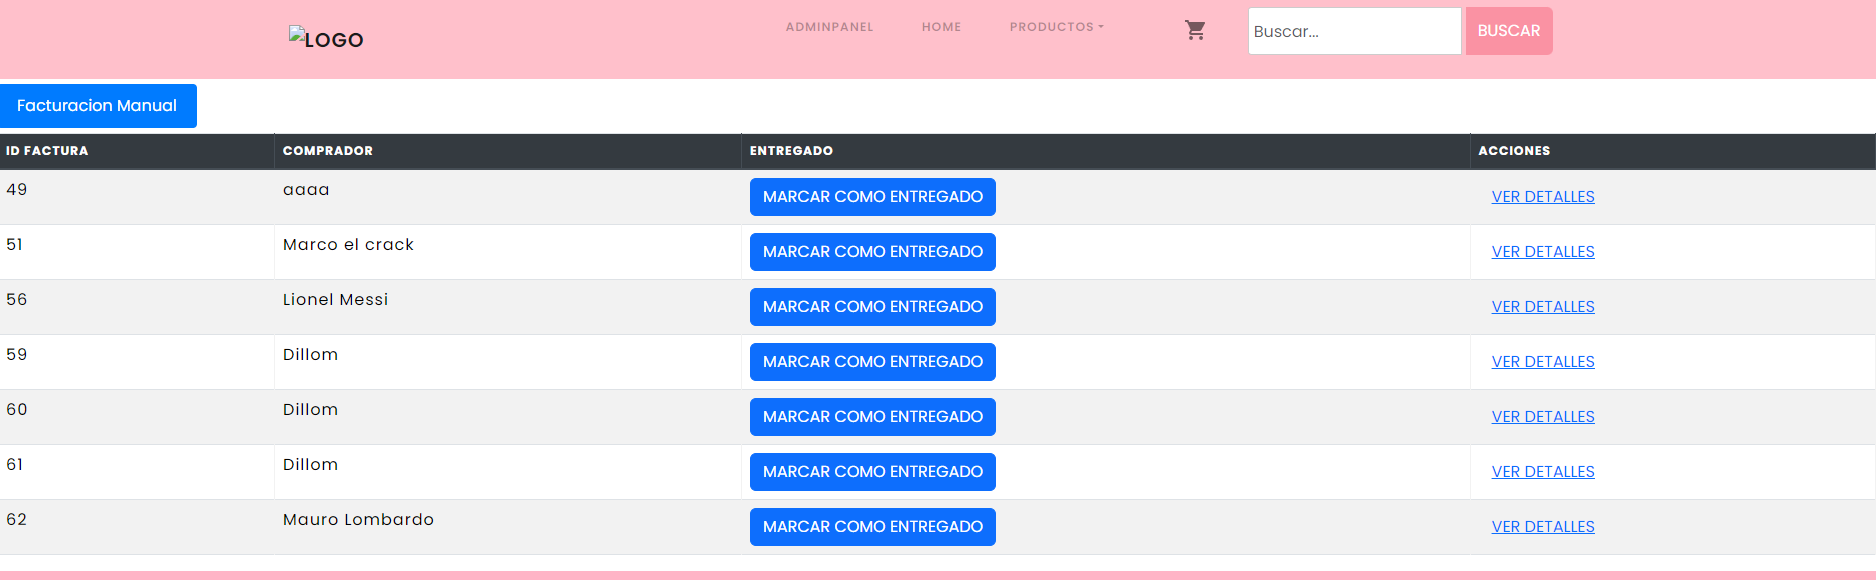 LOGO
ADMINPANEL HOME PRODUCTOS Buscar... BUSCAR
Facturacion Manual
ID FACTURA COMPRADOR ENTREGADO ACCIONES
49 aaaa MARCAR COMO ENTREGADO VER DETALLES
51 Marco el crack MARCAR COMO ENTREGADO VER DETALLES
56 Lionel Messi MARCAR COMO ENTREGADO VER DETALLES
59 Dillom MARCAR COMO ENTREGADO VER DETALLES
60 Dillom MARCAR COMO ENTREGADO VER DETALLES
61 Dillom MARCAR COMO ENTREGADO VER DETALLES
62 Mauro Lombardo MARCAR COMO ENTREGADO VER DETALLES